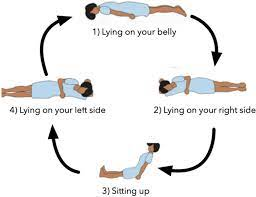 1) Lying on your belly
4) Lying on your left side
2) Lying on your right side
3) Sitting up